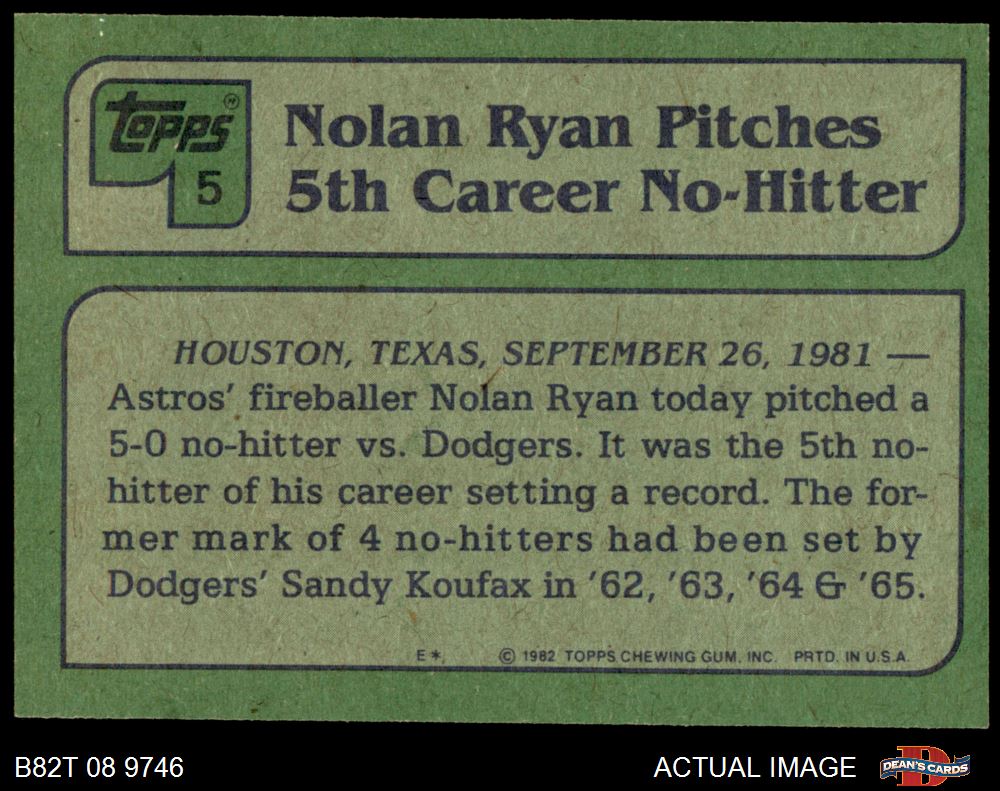 topps
5
Nolan Ryan Pitches
5th Career No-Hitter
HOUSTON, TEXAS, SEPTEMBER 26, 1981 —
Astros' fireballer Nolan Ryan today pitched a
5-0 no-hitter vs. Dodgers. It was the 5th no-
hitter of his career setting a record. The for-
mer mark of 4 no-hitters had been set by
Dodgers' Sandy Koufax in '62, '63, '64 & '65.
E* © 1982 TOPPS CHEWING GUM, INC. PRTD. IN U.S.A.
B82T 08 9746
ACTUAL IMAGE
D
DEAN'S CARDS